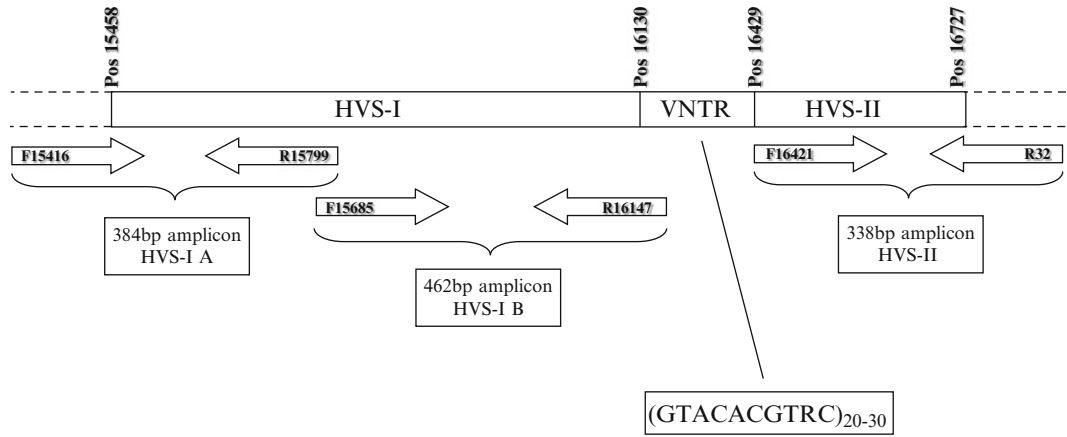 Pos 15458
Pos 16130
Pos 16429
Pos 16727
HVS-I
VNTR
HVS-II
F15416
R15799
F16421
R32
F15685
R16147
384bp amplicon
HVS-I A
462bp amplicon
HVS-I B
338bp amplicon
HVS-II
(GTACACGTRC)20-30